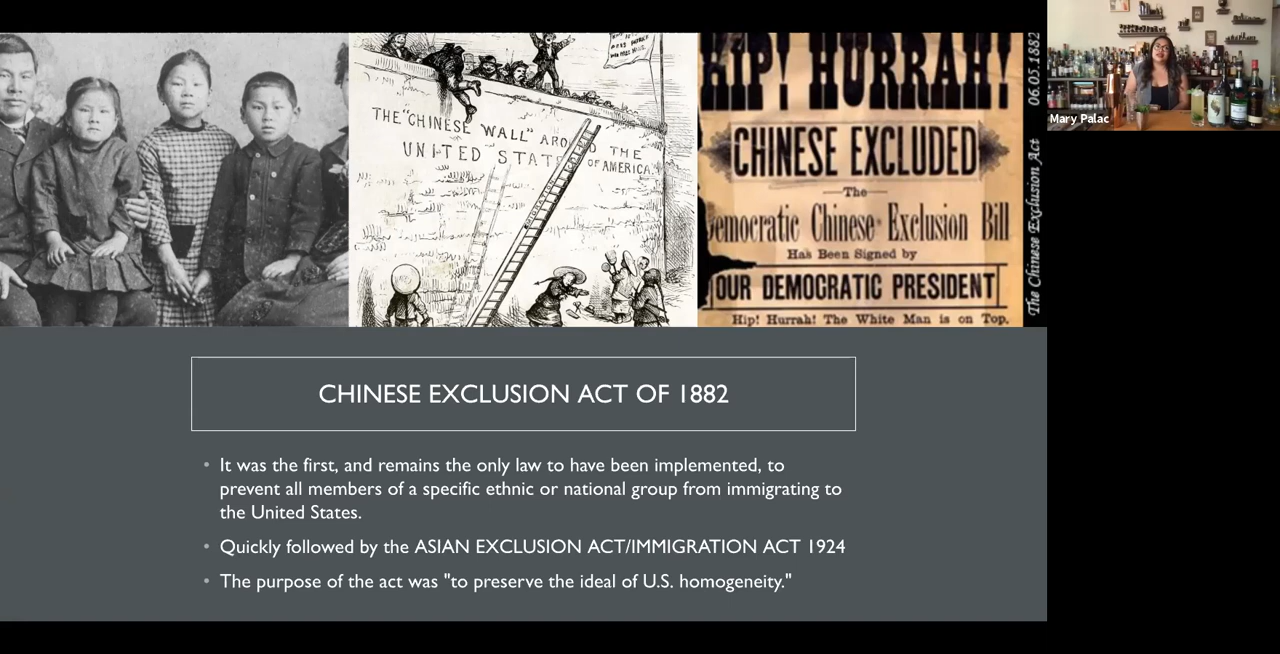 THE "CHINESE WALL" AROUND THE
UNITED STATES OF AMERICA.
HIP! HURRAH!
CHINESE EXCLUDED
The
Democratic Chinese Exclusion Bill
Has Been Signed by
OUR DEMOCRATIC PRESIDENT
Hip! Hurrah! The White Man is on Top.
The Chinese Exclusion Act 06.05.1882
Mary Palac
CHINESE EXCLUSION ACT OF 1882
• It was the first, and remains the only law to have been implemented, to
prevent all members of a specific ethnic or national group from immigrating to
the United States.
• Quickly followed by the ASIAN EXCLUSION ACT/IMMIGRATION ACT 1924
• The purpose of the act was "to preserve the ideal of U.S. homogeneity."